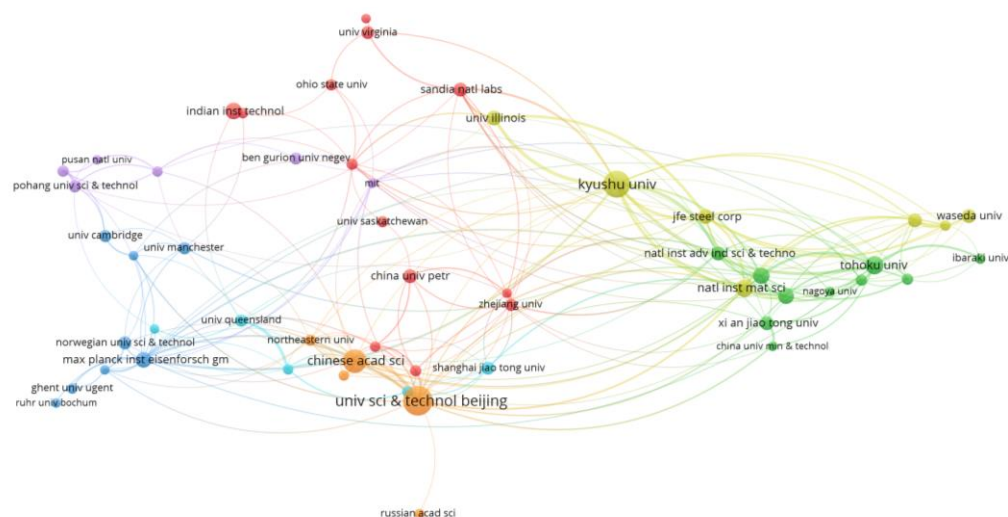 univ virginia
ohio state univ
sandia natl labs
indian inst technol
univ illinois
pusan natl univ
ben gurion univ negev
pohang univ sci & technol
mit
kyushu univ
univ saskatchewan
jfe steel corp
waseda univ
univ cambridge
univ manchester
natl inst adv ind sci & techno
ibaraki univ
china univ petr
tohoku univ
natl inst mat sci
nagoya univ
zhejiang univ
univ queensland
xi an jiao tong univ
norwegian univ sci & technol
northeastern univ
china univ min & technol
max planck inst eisenforsch gm
chinese acad sci
shanghai jiao tong univ
ghent univ ugent
ruhr univ bochum
univ sci & technol beijing
russian acad sci